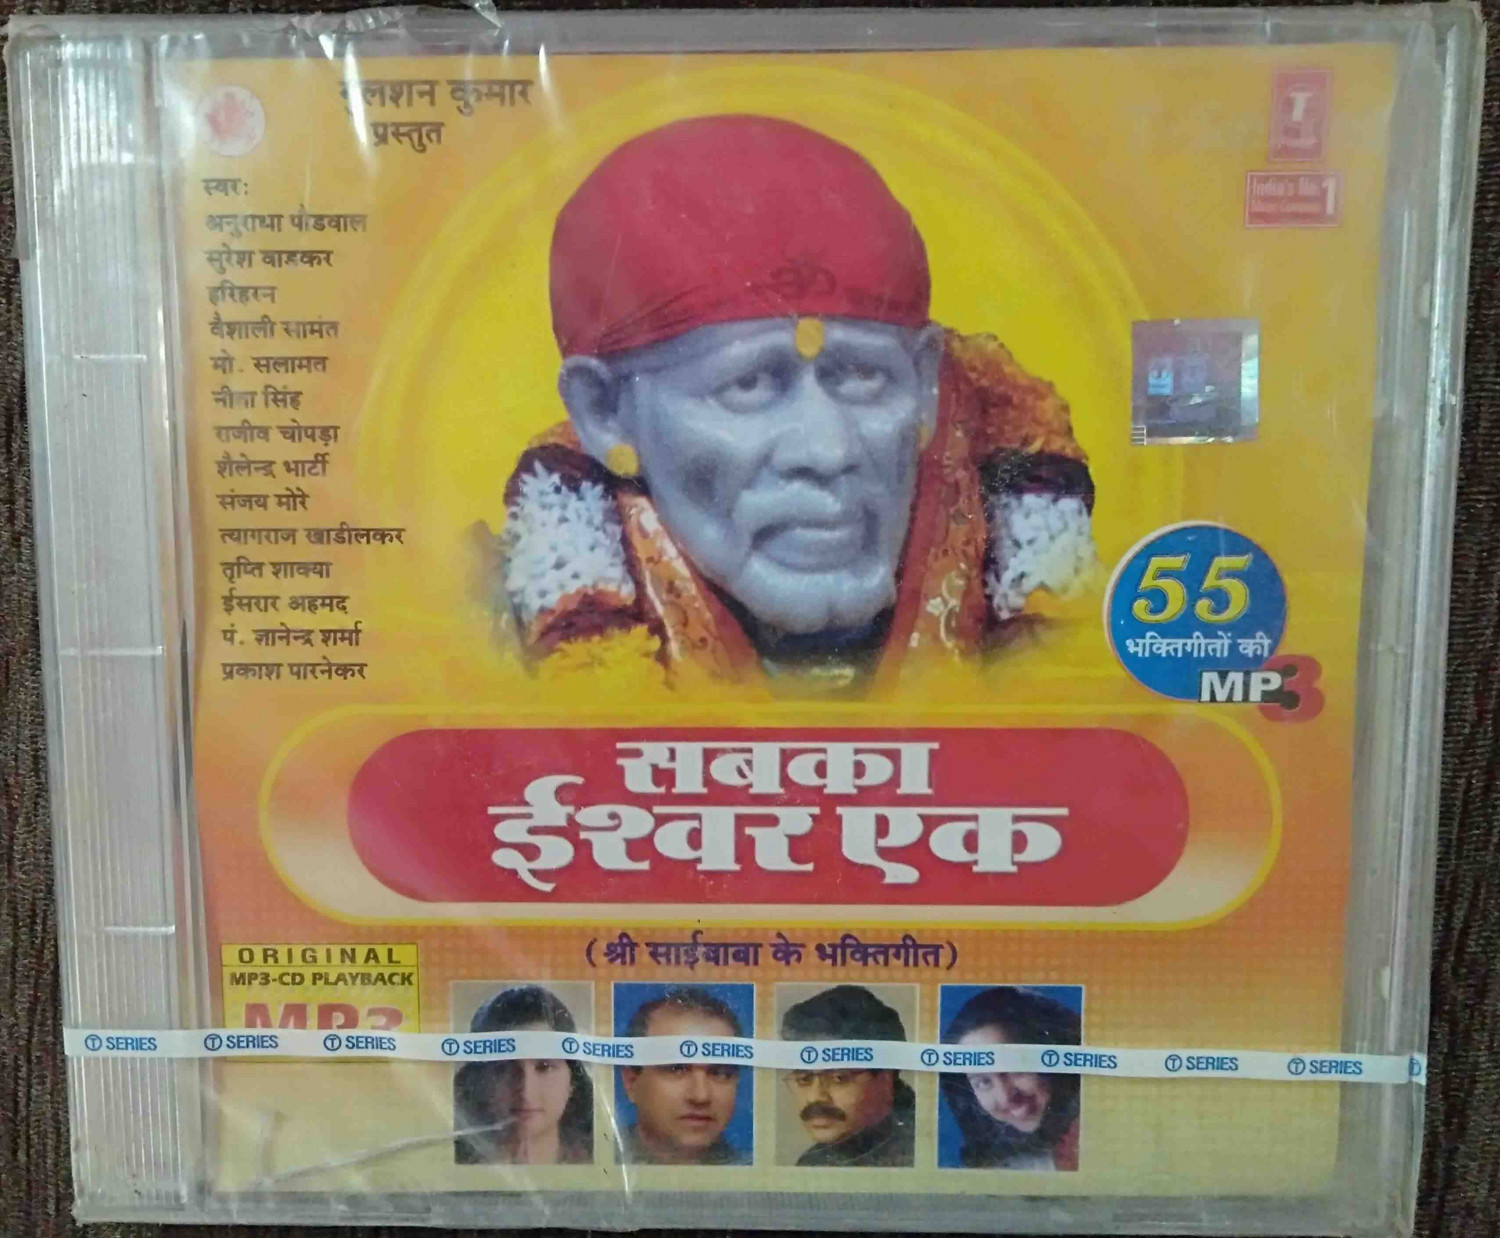 गुलशन कुमार
प्रस्तुत
स्वर:
अनुराधा पौडवाल
सुरेश वाडकर
हरिहरन
वैशाली सामंत
मो. सलामत
नीता सिंह
राजीव चोपड़ा
शैलेन्द्र भार्टी
संजय मोरे
त्यागराज खाडीलकर
तृप्ति शाक्या
ईसरार अहमद
पं. ज्ञानेन्द्र शर्मा
प्रकाश पारनेकर
T
India's No.1
55
भक्तिगीतों की
MP3
सबका
ईश्वर एक
(श्री साईबाबा के भक्तिगीत)
ORIGINAL
MP3-CD PLAYBACK
MP3
T SERIES T SERIES T SERIES T SERIES T SERIES T SERIES T SERIES T SERIES T SERIES T SERIES T SERIES T